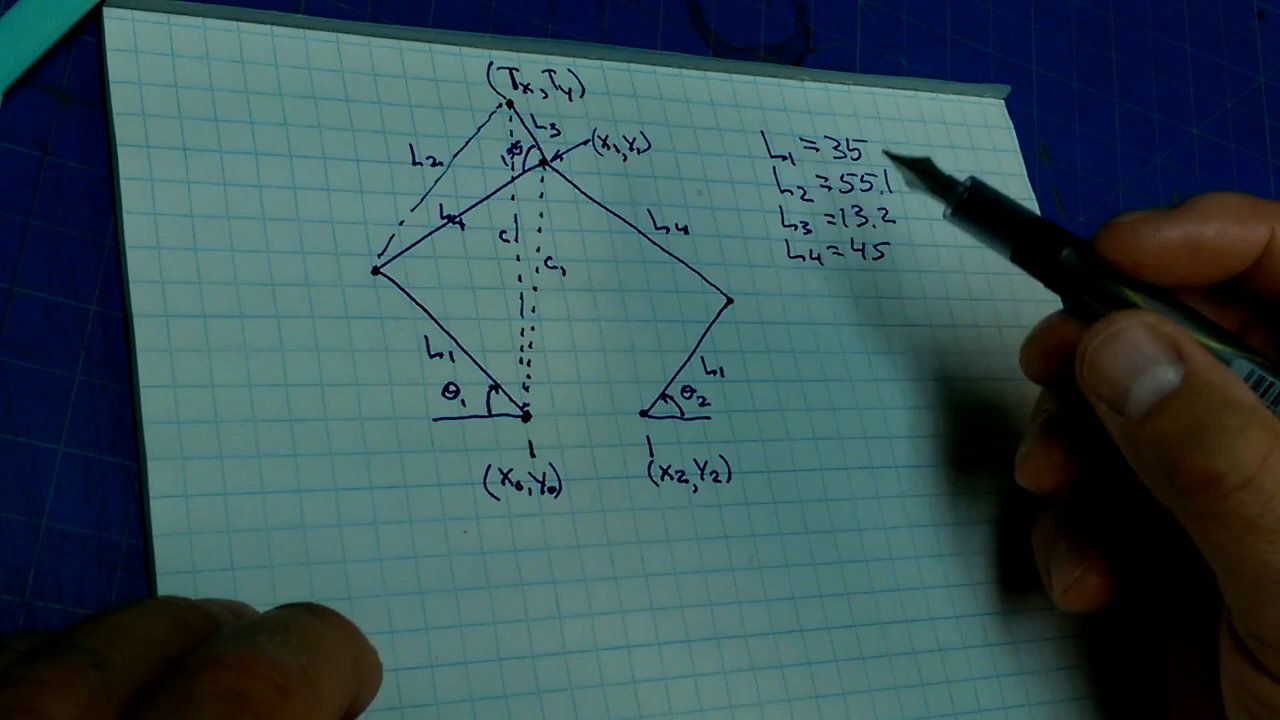 (Tx,Ty)
L3
(x1,y1)
L2
L4
L4
c
c1
L1
θ1
L1
θ2
(x0,y0)
(x2,y2)
L1=35
L2=55.1
L3=13.2
L4=45